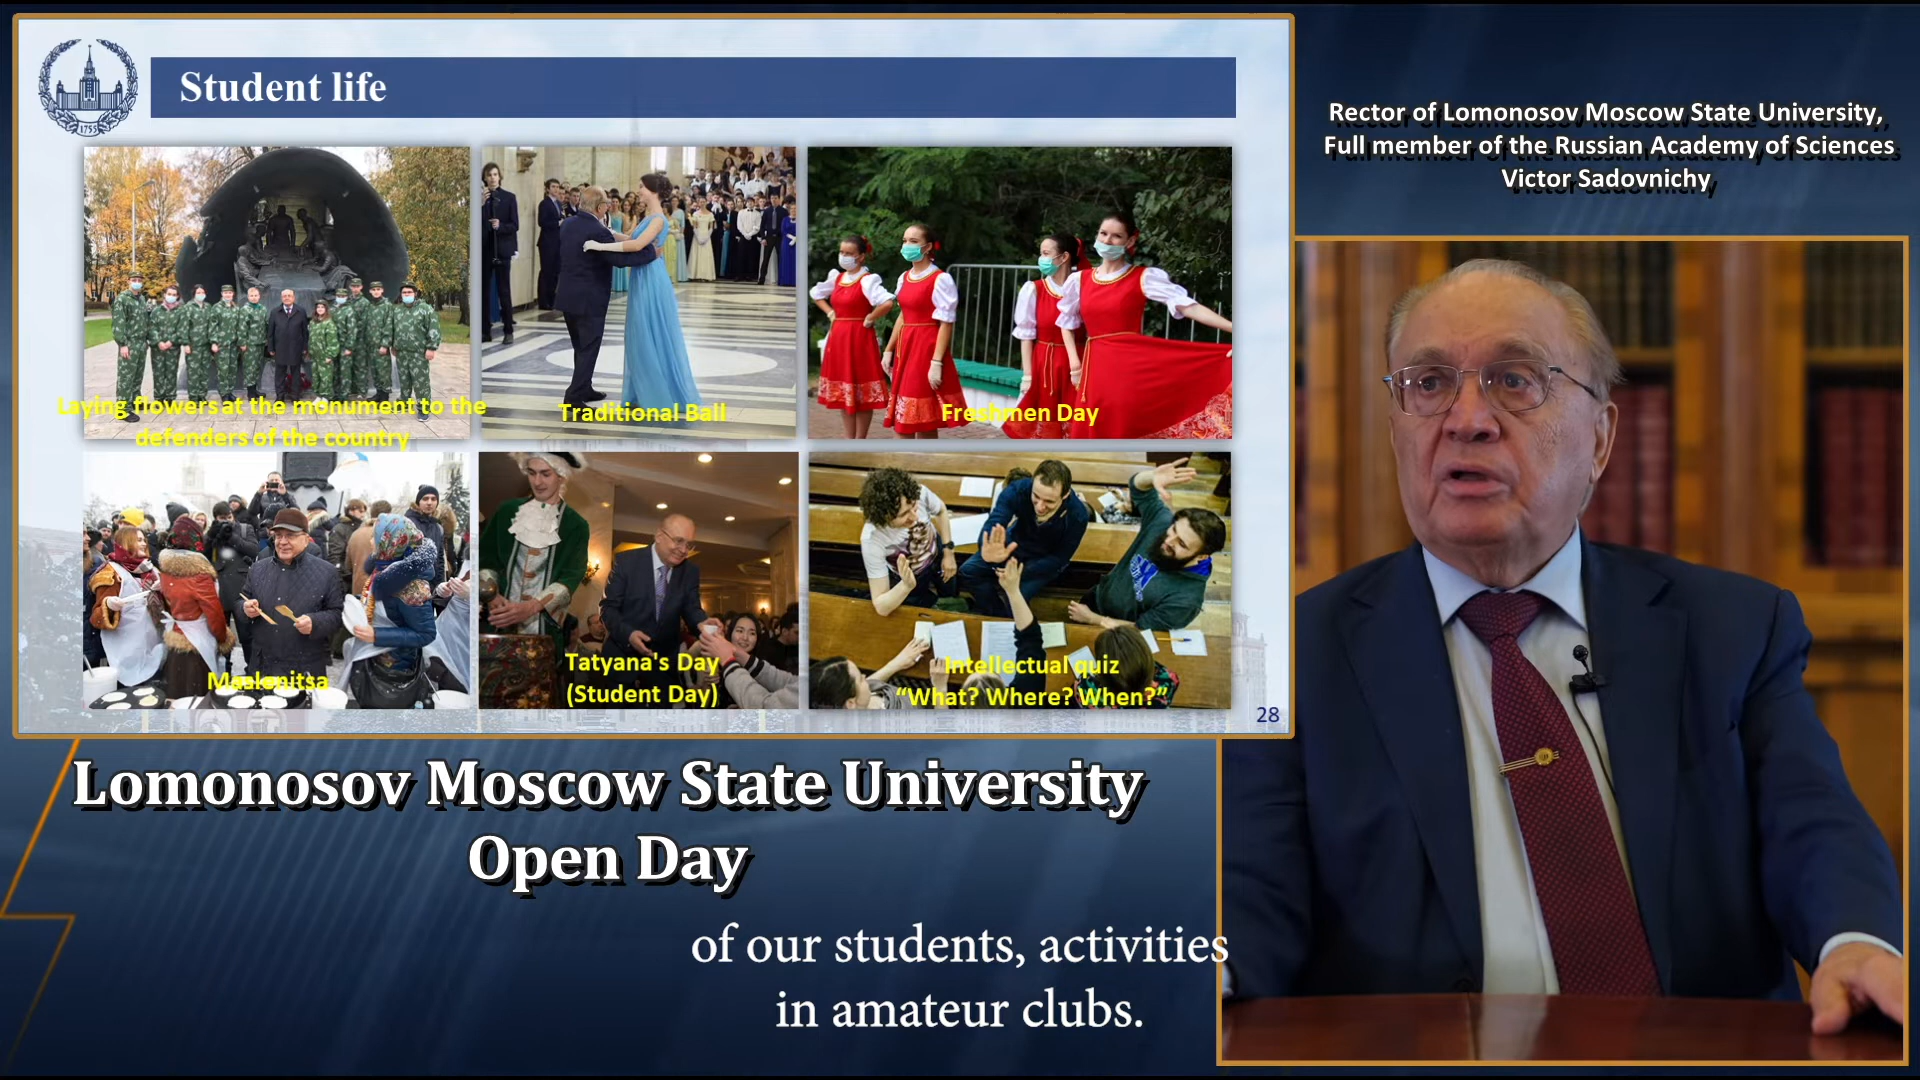 1755
Student life
Laying flowers at the monument to the
defenders of the country
Traditional Ball
Freshmen Day
Maslenitsa
Tatyana's Day
(Student Day)
Intellectual quiz
“What? Where? When?”
28
Rector of Lomonosov Moscow State University,
Full member of the Russian Academy of Sciences
Victor Sadovnichy
Lomonosov Moscow State University
Open Day
of our students, activities
in amateur clubs.